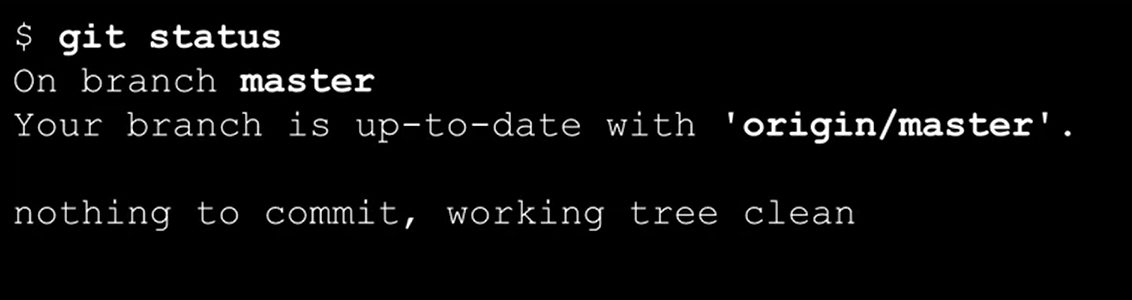 $ git status
On branch master
Your branch is up-to-date with 'origin/master'.
nothing to commit, working tree clean